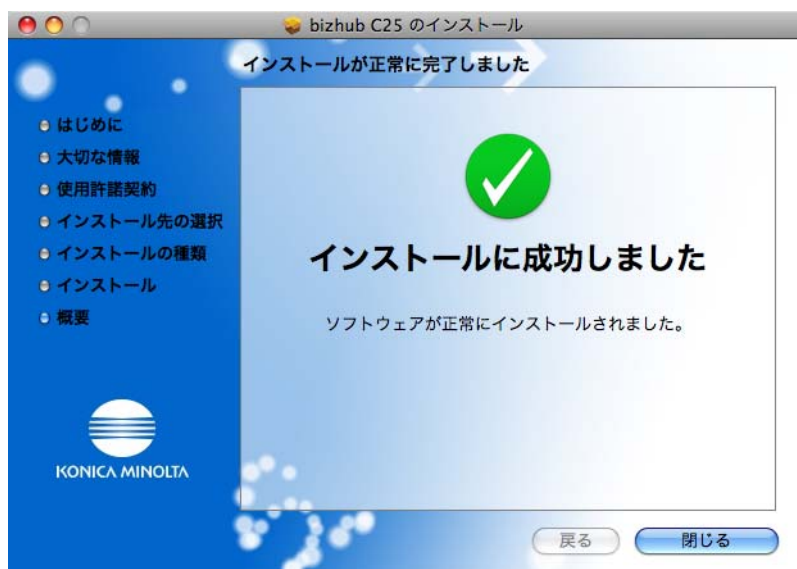 bizhub C25 のインストール
インストールが正常に完了しました
はじめに
大切な情報
使用許諾契約
インストール先の選択
インストールの種類
インストール
概要
インストールに成功しました
ソフトウェアが正常にインストールされました。
KONICA MINOLTA
戻る
閉じる